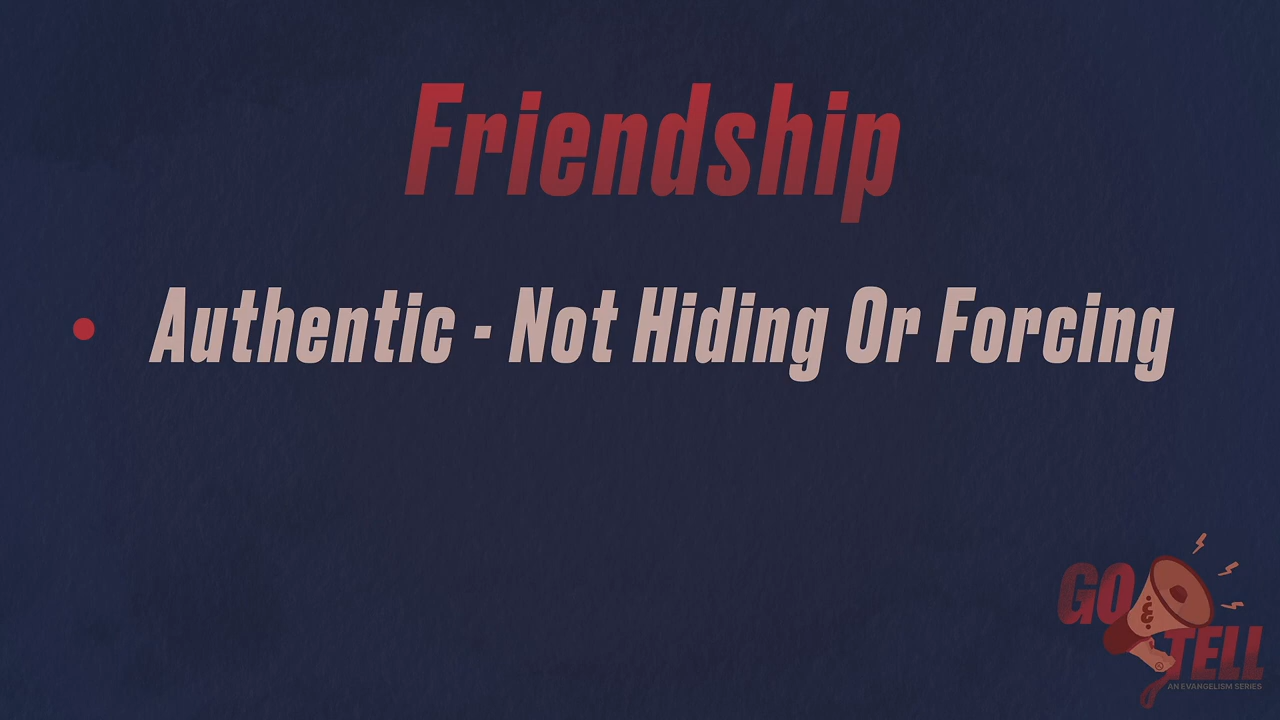 Friendship
• Authentic - Not Hiding Or Forcing
GO
&
TELL
AN EVANGELISM SERIES